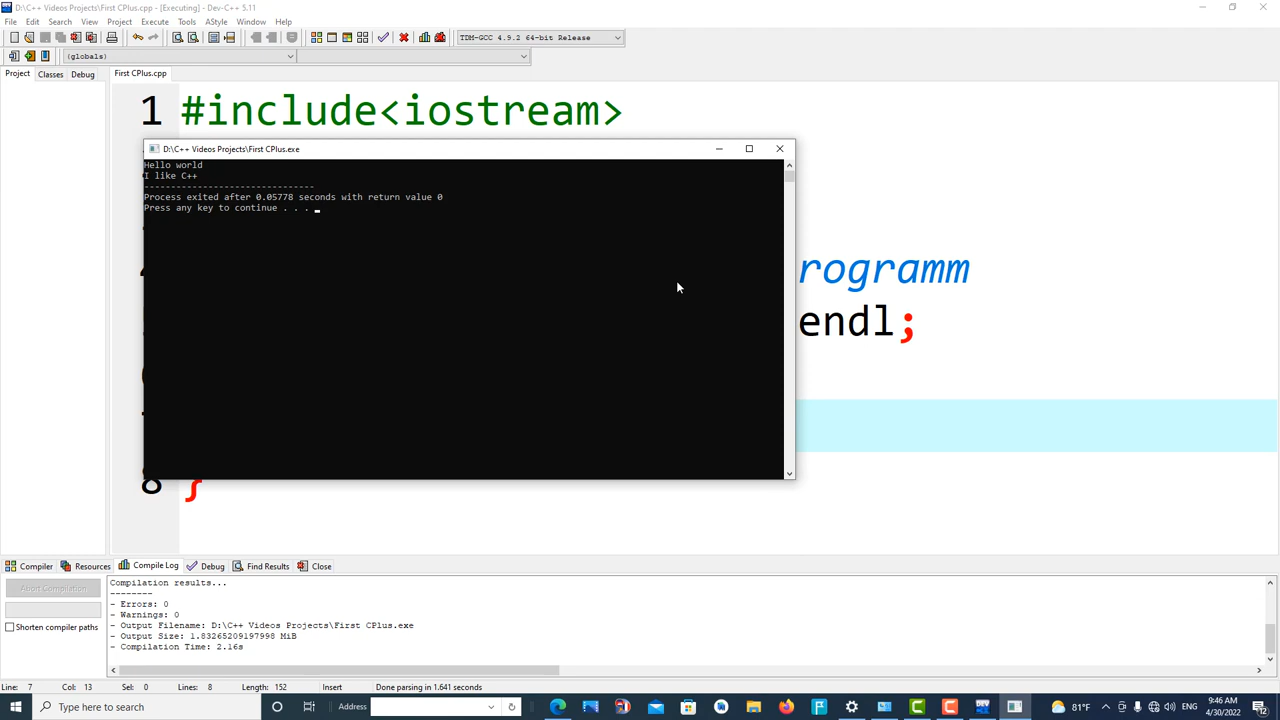 D:\C++ Videos Projects\First CPlus.cpp - [Executing] - Dev-C++ 5.11
File Edit Search View Project Execute Tools AStyle Window Help
TDM-GCC 4.9.2 64-bit Release
(globals)
Project Classes Debug First CPlus.cpp
1 #include<iostream>
D:\C++ Videos Projects\First CPlus.exe
Hello world
I like C++
--------------------------------
Process exited after 0.05778 seconds with return value 0
Press any key to continue . . .
rogramm
endl;
8 }
Compiler Resources Compile Log Debug Find Results Close
Abort Compilation
Shorten compiler paths
Compilation results...
--------
- Errors: 0
- Warnings: 0
- Output Filename: D:\C++ Videos Projects\First CPlus.exe
- Output Size: 1.83265209197998 MiB
- Compilation Time: 2.16s
Line: 7 Col: 13 Sel: 0 Lines: 8 Length: 152 Insert Done parsing in 1.641 seconds
Type here to search
Address
81°F
9:46 AM
4/30/2022